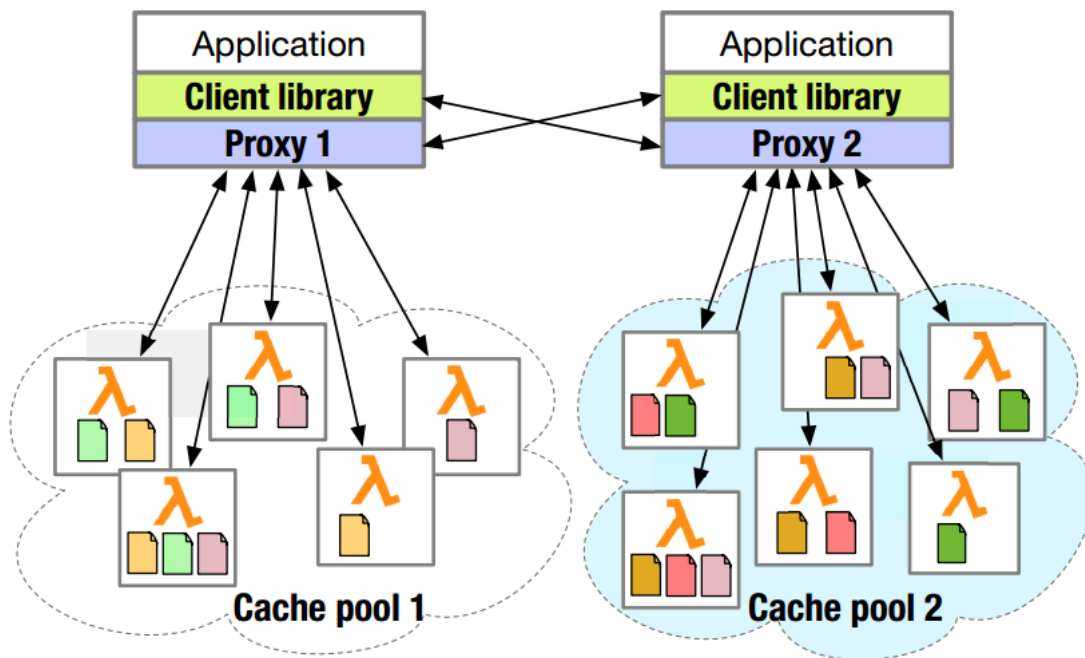 Application
Client library
Proxy 1
Application
Client library
Proxy 2
λ
λ
λ
λ
λ
Cache pool 1
λ
λ
λ
λ
λ
λ
Cache pool 2